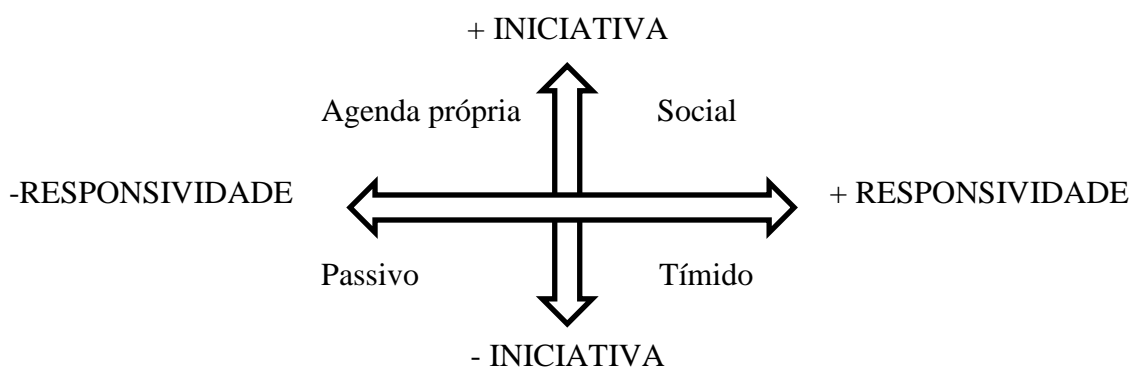 + INICIATIVA
Agenda própria Social
-RESPONSIVIDADE + RESPONSIVIDADE
Passivo Tímido
- INICIATIVA